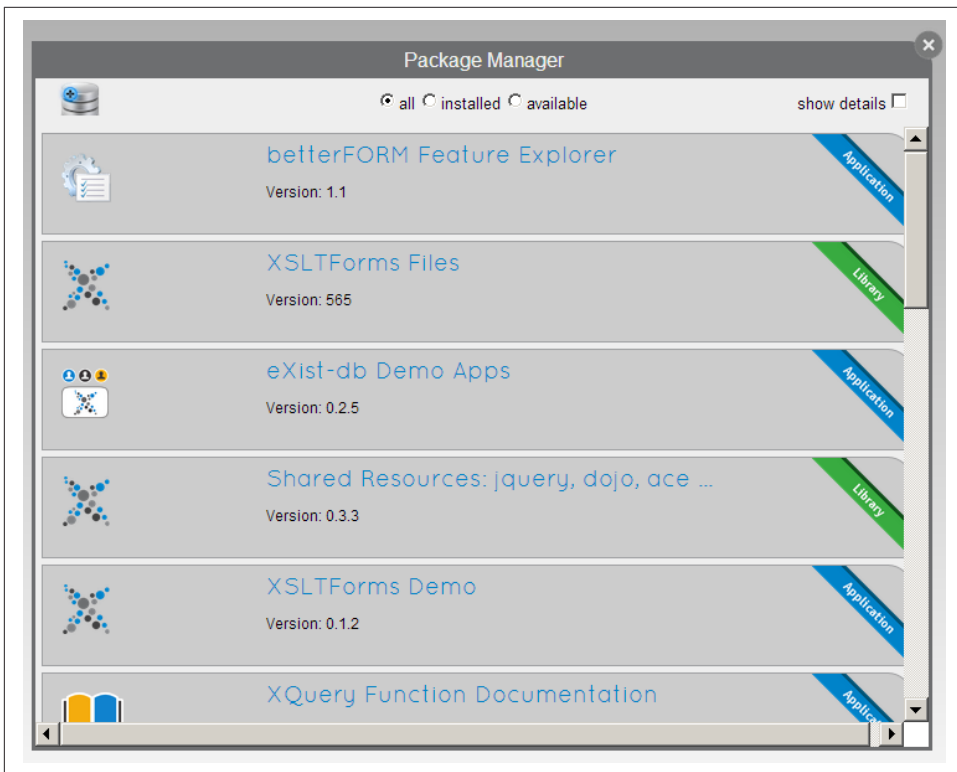 Package Manager
all installed available show details
betterFORM Feature Explorer
Version: 1.1
Application
XSLTForms Files
Version: 565
Library
eXist-db Demo Apps
Version: 0.2.5
Application
Shared Resources: jquery, dojo, ace ...
Version: 0.3.3
Library
XSLTForms Demo
Version: 0.1.2
Application
XQuery Function Documentation